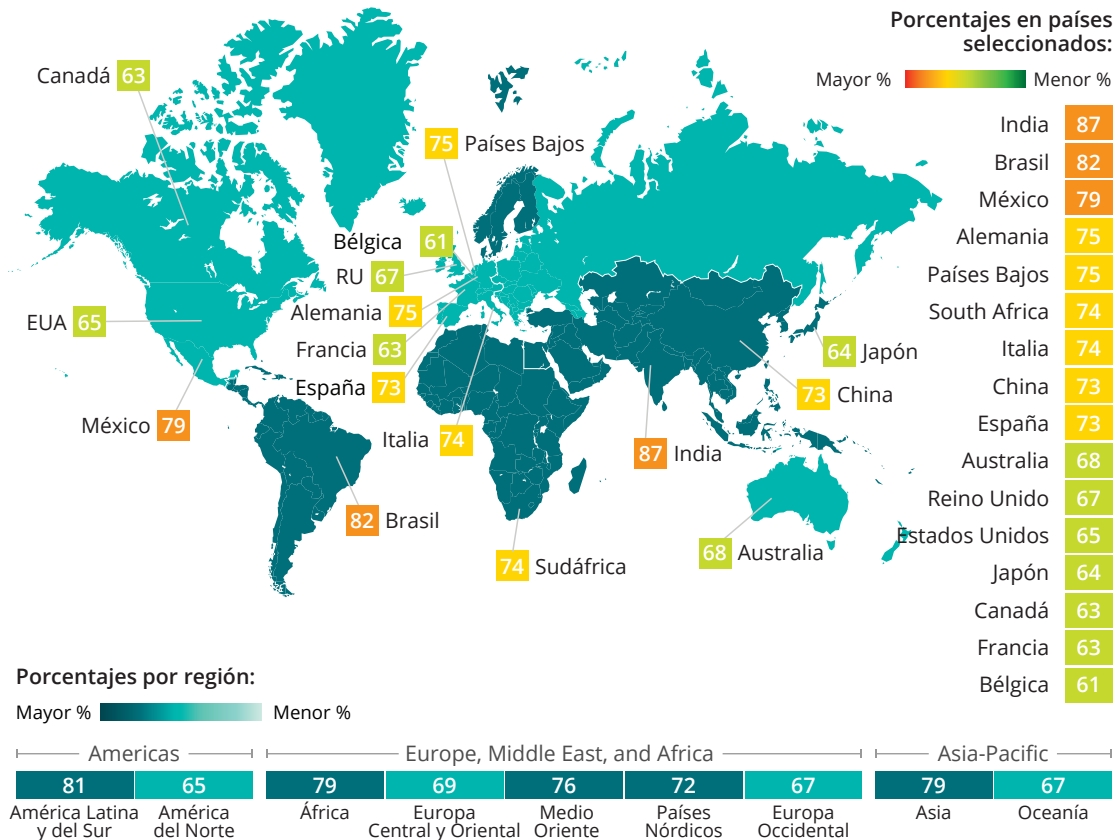 Porcentajes en países
seleccionados:
Mayor % Menor %
India 87
Brasil 82
México 79
Alemania 75
Países Bajos 75
South Africa 74
Italia 74
China 73
España 73
Australia 68
Reino Unido 67
Estados Unidos 65
Japón 64
Canadá 63
Francia 63
Bélgica 61
Canadá 63
75 Países Bajos
Bélgica 61
RU 67
Alemania 75
EUA 65
Francia 63
España 73
México 79
Italia 74
64 Japón
73 China
87 India
82 Brasil
74 Sudáfrica
68 Australia
Porcentajes por región:
Mayor % Menor %
Americas
81 65
América Latina
y del Sur
América
del Norte
Europe, Middle East, and Africa
79 69 76 72 67
África
Europa
Central y Oriental
Medio
Oriente
Países
Nórdicos
Europa
Occidental
Asia-Pacific
79 67
Asia Oceanía